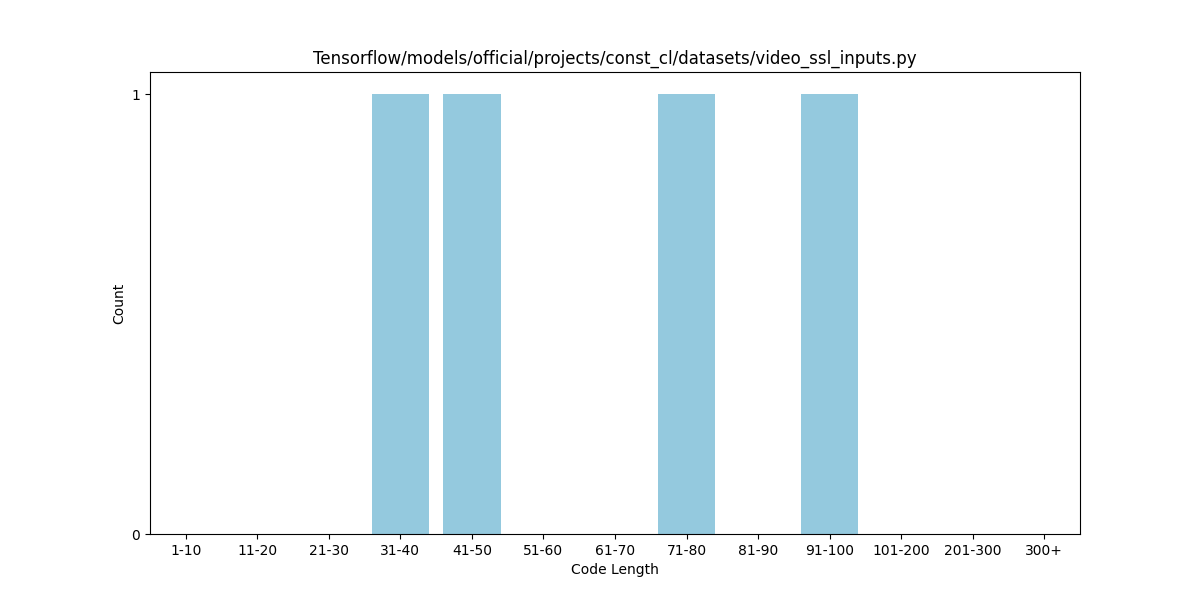 Tensorflow/models/official/projects/const_cl/datasets/video_ssl_inputs.py
1
Count
0
1-10 11-20 21-30 31-40 41-50 51-60 61-70 71-80 81-90 91-100 101-200 201-300 300+
Code Length